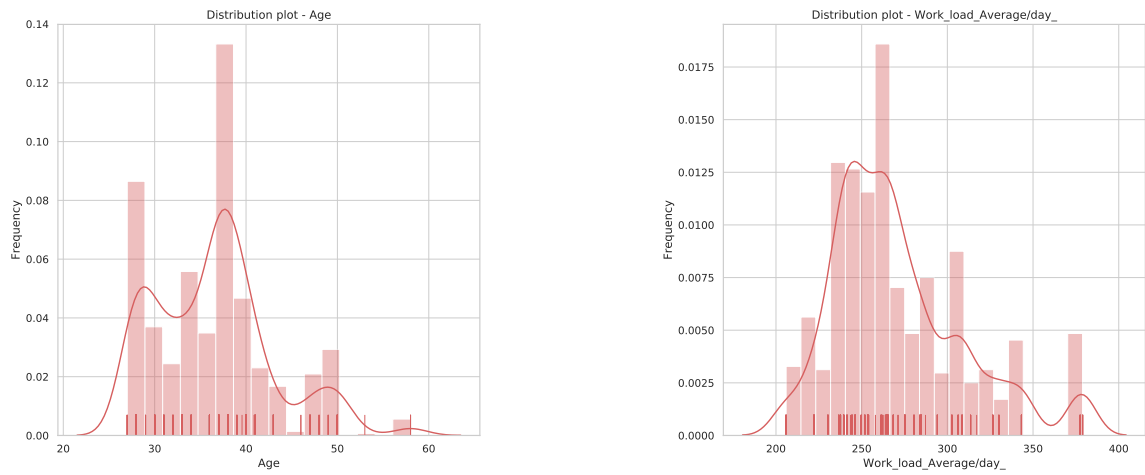 Distribution plot - Age
0.14
0.12
0.10
0.08
0.06
0.04
0.02
0.00
Frequency
20 30 40 50 60
Age
Distribution plot - Work_load_Average/day_
0.0175
0.0150
0.0125
0.0100
0.0075
0.0050
0.0025
0.0000
Frequency
200 250 300 350 400
Work_load_Average/day_